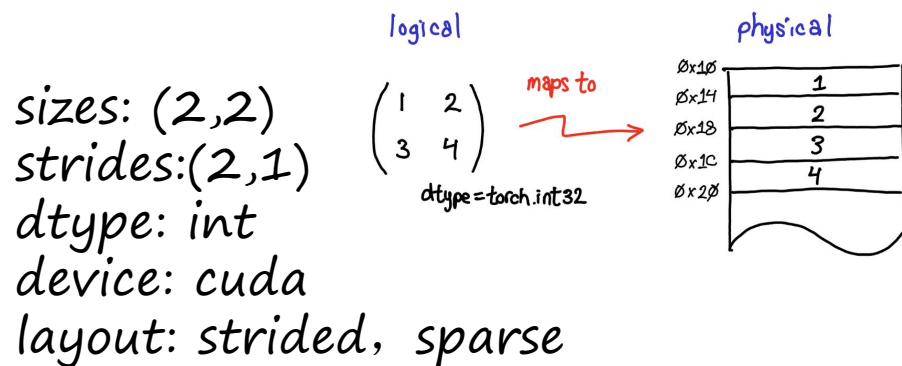 logical
physical
sizes: (2,2)
strides:(2,1)
dtype: int
device: cuda
layout: strided, sparse
1 2
3 4
dtype=torch.int32
maps to
0x10
1
0x14
2
0x18
3
0x1C
4
0x20